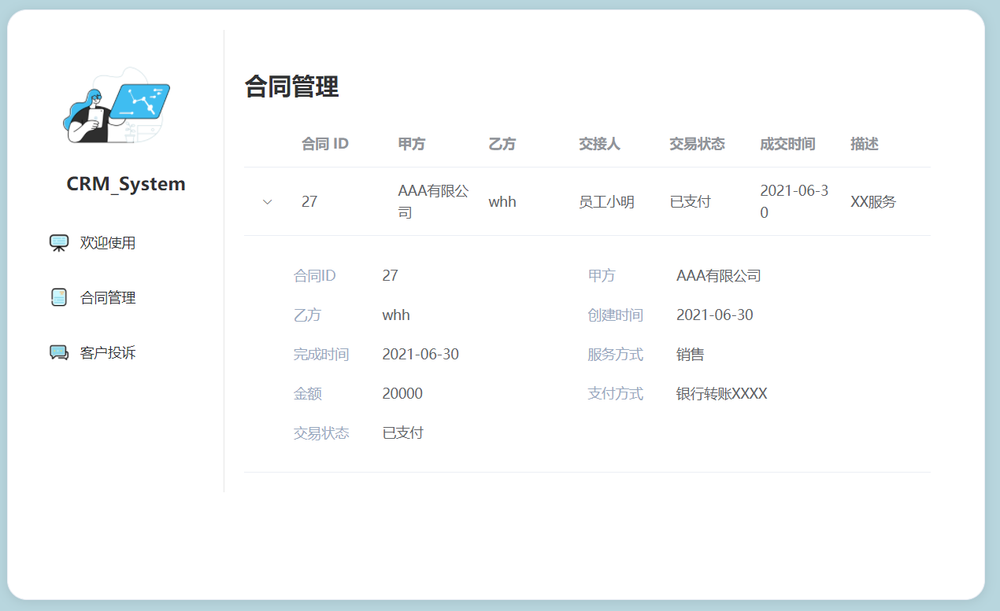 合同管理
CRM_System
欢迎使用
合同管理
客户投诉
合同 ID 甲方 乙方 交接人 交易状态 成交时间 描述
27 AAA有限公司 whh 员工小明 已支付 2021-06-30 XX服务
合同ID 27 甲方 AAA有限公司
乙方 whh 创建时间 2021-06-30
完成时间 2021-06-30 服务方式 销售
金额 20000 支付方式 银行转账XXXX
交易状态 已支付